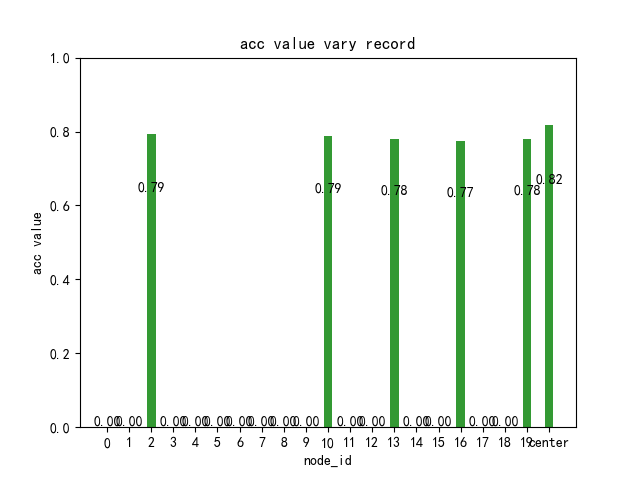 acc value vary record
1.0
0.8
0.6
0.4
0.2
0.0
acc value
0.79 0.79 0.78 0.77 0.78 0.82
0.00 0.00 0.00 0.00 0.00 0.00 0.00 0.00 0.00 0.00 0.00 0.00 0.00 0.00 0.00
0 1 2 3 4 5 6 7 8 9 10 11 12 13 14 15 16 17 18 19 center
node_id